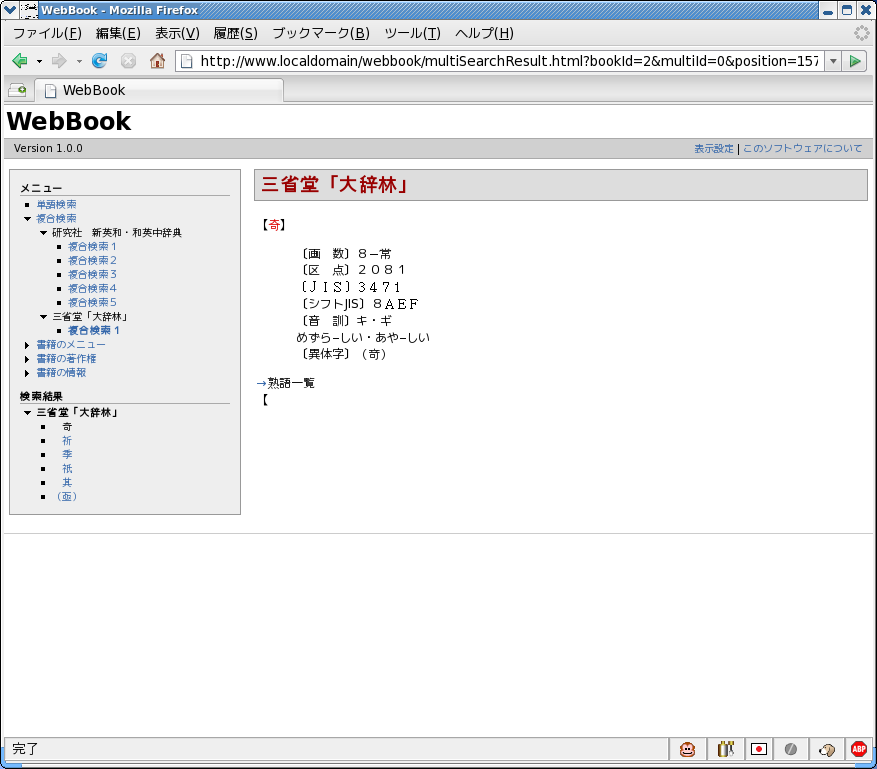 WebBook - Mozilla Firefox
ファイル(F) 編集(E) 表示(V) 履歴(S) ブックマーク(B) ツール(T) ヘルプ(H)
http://www.localdomain/webbook/multiSearchResult.html?bookId=2&multiId=0&position=157
WebBook
WebBook
Version 1.0.0
表示設定 | このソフトウェアについて
メニュー
単語検索
複合検索
研究社 新英和・和英中辞典
複合検索１
複合検索２
複合検索３
複合検索４
複合検索５
三省堂「大辞林」
複合検索１
書籍のメニュー
書籍の著作権
書籍の情報
検索結果
三省堂「大辞林」
奇
祈
季
祇
其
三省堂「大辞林」
【奇】
〔画　数〕８−常
〔区　点〕２０８１
〔ＪＩＳ〕３４７１
〔シフトJIS〕８ＡＥＦ
〔音　訓〕キ・ギ
めずら−しい・あや−しい
〔異体字〕（竒）
→熟語一覧
【
完了
ABP